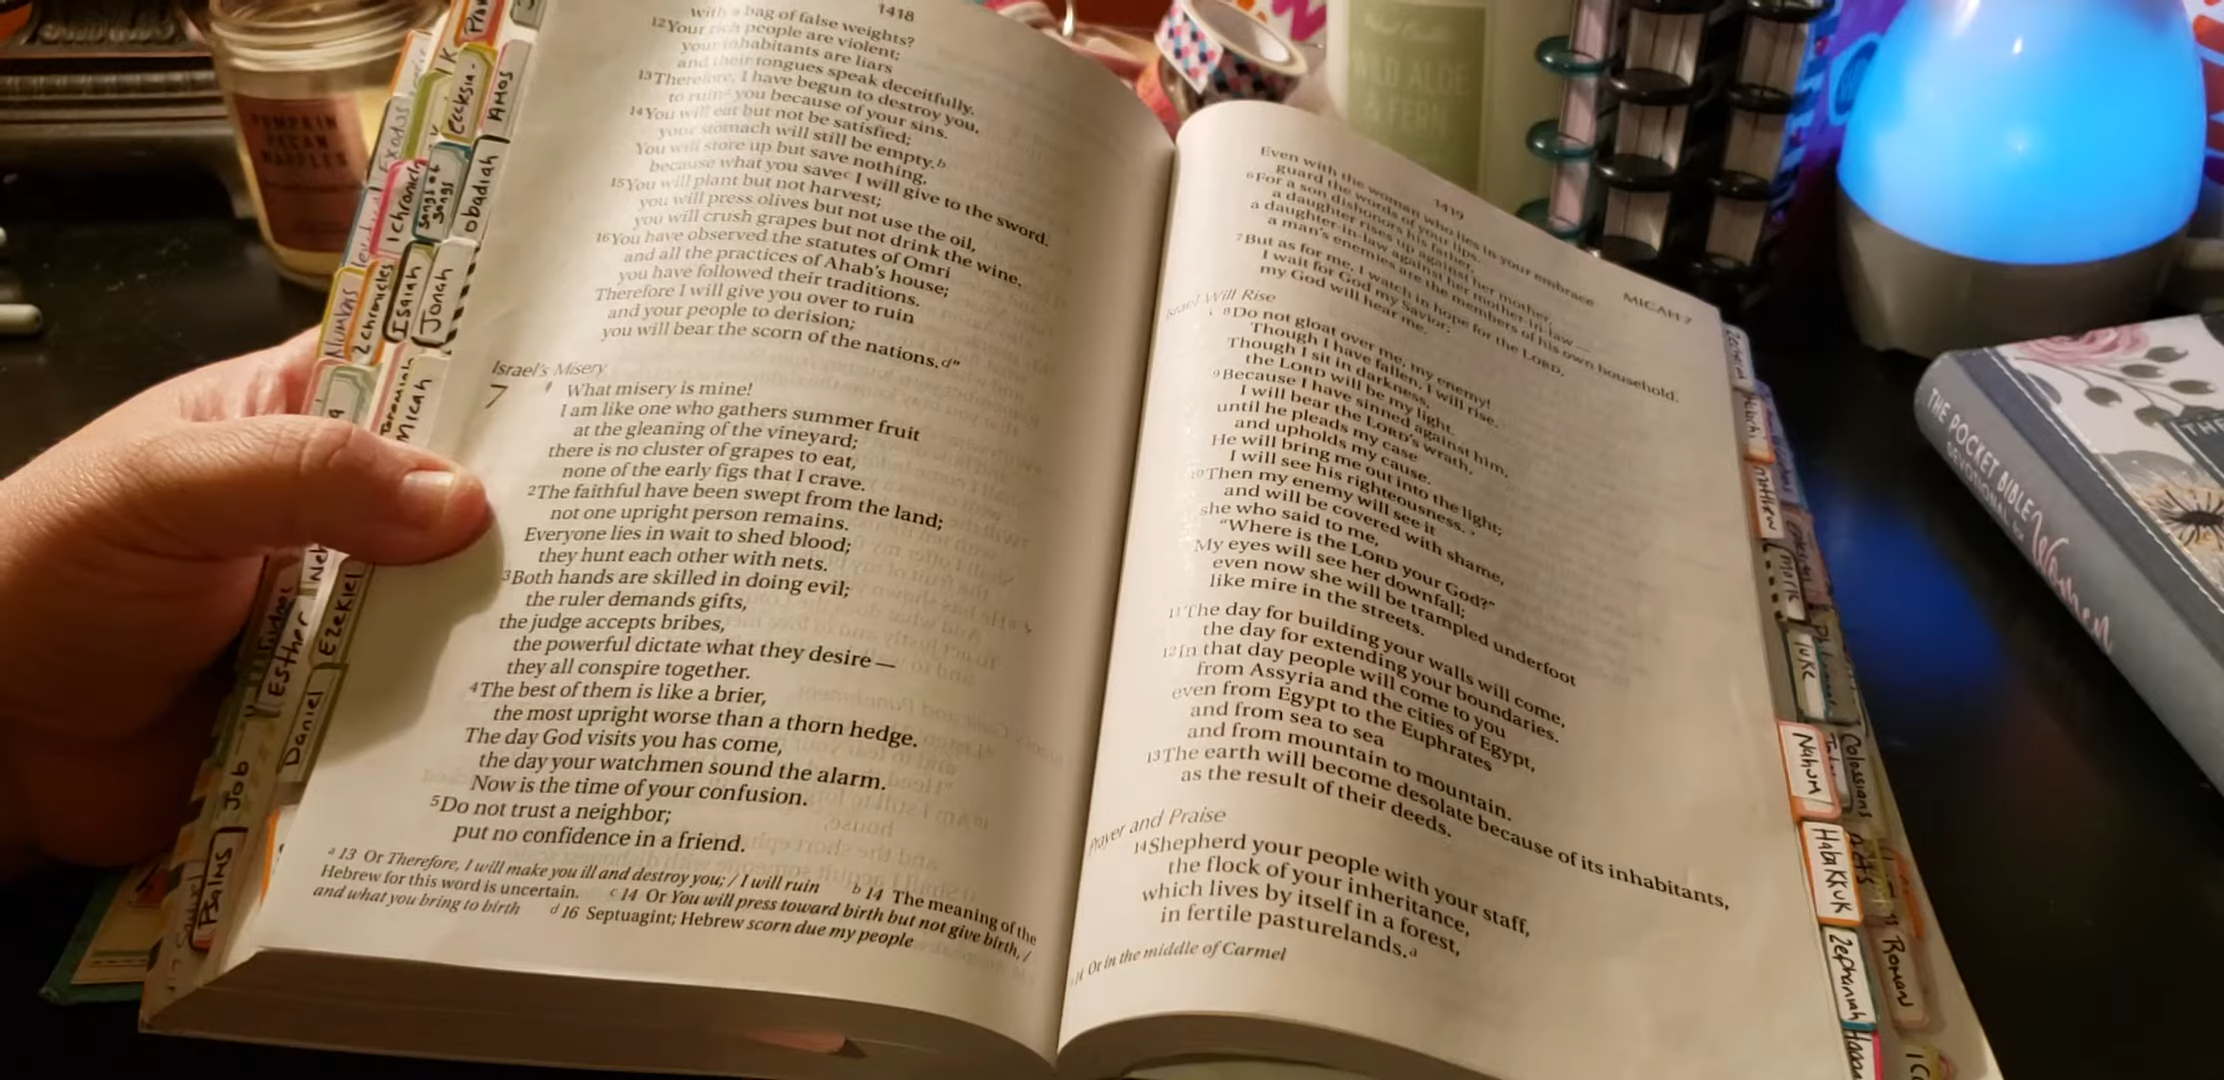 1418
with a bag of false weights?
12Your rich people are violent;
your inhabitants are liars
and their tongues speak deceitfully.
13Therefore, I have begun to destroy you,
to ruinᵃ you because of your sins.
14You will eat but not be satisfied;
your stomach will still be empty.ᵇ
You will store up but save nothing,
because what you saveᶜ I will give to the sword.
15You will plant but not harvest;
you will press olives but not use the oil,
you will crush grapes but not drink the wine.
16You have observed the statutes of Omri
and all the practices of Ahab's house;
you have followed their traditions.
Therefore I will give you over to ruin
and your people to derision;
you will bear the scorn of the nations.ᵈ"
Israel's Misery
7 What misery is mine!
I am like one who gathers summer fruit
at the gleaning of the vineyard;
there is no cluster of grapes to eat,
none of the early figs that I crave.
2The faithful have been swept from the land;
not one upright person remains.
Everyone lies in wait to shed blood;
they hunt each other with nets.
3Both hands are skilled in doing evil;
the ruler demands gifts,
the judge accepts bribes,
the powerful dictate what they desire—
they all conspire together.
4The best of them is like a brier,
the most upright worse than a thorn hedge.
The day God visits you has come,
the day your watchmen sound the alarm.
Now is the time of your confusion.
5Do not trust a neighbor;
put no confidence in a friend.
a 13 Or Therefore, I will make you ill and destroy you; / I will ruin b 14 The meaning of the
Hebrew for this word is uncertain. c 14 Or You will press toward birth but not give birth, /
and what you bring to birth d 16 Septuagint; Hebrew scorn due my people
1419
MICAH 7
Even with the woman who lies in your embrace
guard the words of your lips.
6For a son dishonors his father,
a daughter rises up against her mother,
a daughter-in-law against her mother-in-law—
a man's enemies are the members of his own household.
7But as for me, I watch in hope for the LORD,
I wait for God my Savior;
my God will hear me.
Israel Will Rise
8Do not gloat over me, my enemy!
Though I have fallen, I will rise.
Though I sit in darkness,
the LORD will be my light.
9Because I have sinned against him,
I will bear the LORD's wrath,
until he pleads my case
and upholds my cause.
He will bring me out into the light;
I will see his righteousness.
10Then my enemy will see it
and will be covered with shame,
she who said to me,
"Where is the LORD your God?"
My eyes will see her downfall;
even now she will be trampled underfoot
like mire in the streets.
11The day for building your walls will come,
the day for extending your boundaries.
12In that day people will come to you
from Assyria and the cities of Egypt,
even from Egypt to the Euphrates
and from sea to sea
and from mountain to mountain.
13The earth will become desolate because of its inhabitants,
as the result of their deeds.
Prayer and Praise
14Shepherd your people with your staff,
the flock of your inheritance,
which lives by itself in a forest,
in fertile pasturelands.ᵃ
a 14 Or in the middle of Carmel
Exodus
Numbers
1 chronicles
2 chronicles
Ecclesia-
songs of songs
Isaiah
Jeremiah
AMOS
obadiah
Jonah
Micah
Neh
Esther
Ezekiel
Daniel
Job
Psalms
matthew
Mark
luke
Nahum
Habakkuk
Zephaniah
Colossians
Acts
Roman
PUMPKIN
PECAN
WAFFLES
WILD ALOE
& FERN
THE POCKET BIBLE
DEVOTIONAL FOR
Women
THE